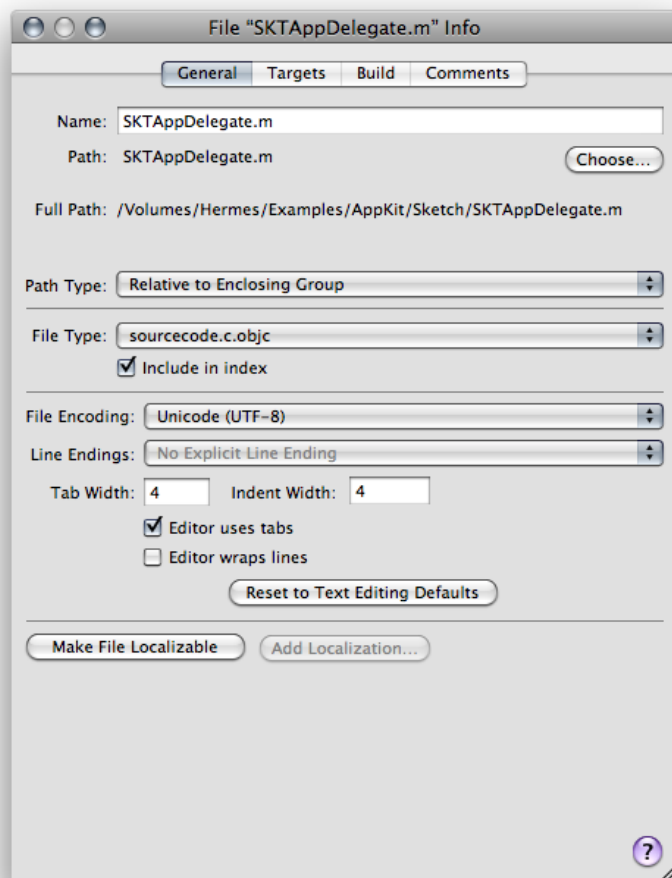 File “SKTAppDelegate.m” Info
General Targets Build Comments
Name: SKTAppDelegate.m
Path: SKTAppDelegate.m Choose...
Full Path: /Volumes/Hermes/Examples/AppKit/Sketch/SKTAppDelegate.m
Path Type: Relative to Enclosing Group
File Type: sourcecode.c.objc
Include in index
File Encoding: Unicode (UTF-8)
Line Endings: No Explicit Line Ending
Tab Width: 4 Indent Width: 4
Editor uses tabs
Editor wraps lines
Reset to Text Editing Defaults
Make File Localizable Add Localization...
?